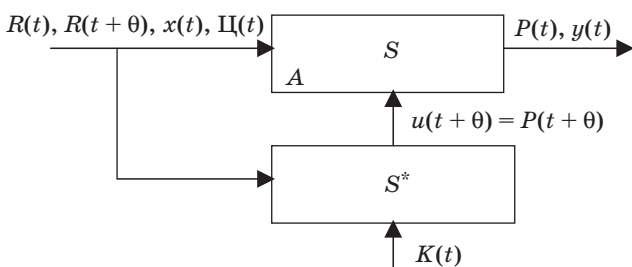 R(t), R(t + θ), x(t), Ц(t)
S
P(t), y(t)
A
u(t + θ) = P(t + θ)
S*
K(t)